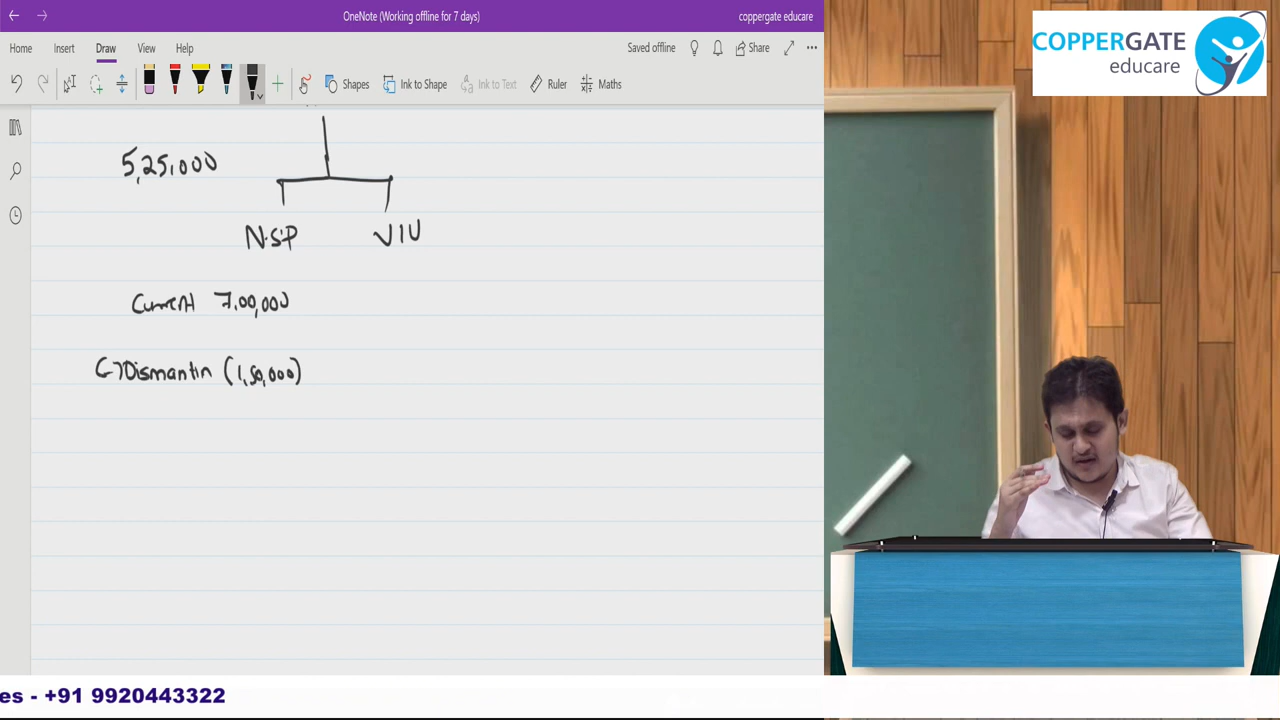 OneNote (Working offline for 7 days)
coppergate educare
Home Insert Draw View Help
Saved offline
Share
Shapes
Ink to Shape
Ink to Text
Ruler
Maths
COPPERGATE
educare
5,25,000
N.S.P VIU
Current 7,00,000
(-) Dismantin (1,50,000)
es - +91 9920443322